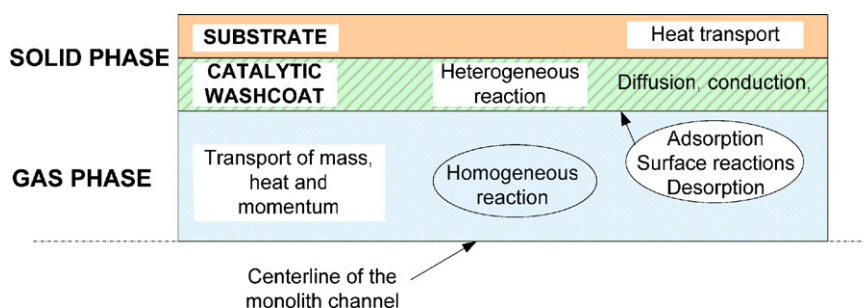 SOLID PHASE
SUBSTRATE
Heat transport
CATALYTIC
WASHCOAT
Heterogeneous
reaction
Diffusion, conduction,
GAS PHASE
Transport of mass,
heat and
momentum
Homogeneous
reaction
Adsorption
Surface reactions
Desorption
Centerline of the
monolith channel